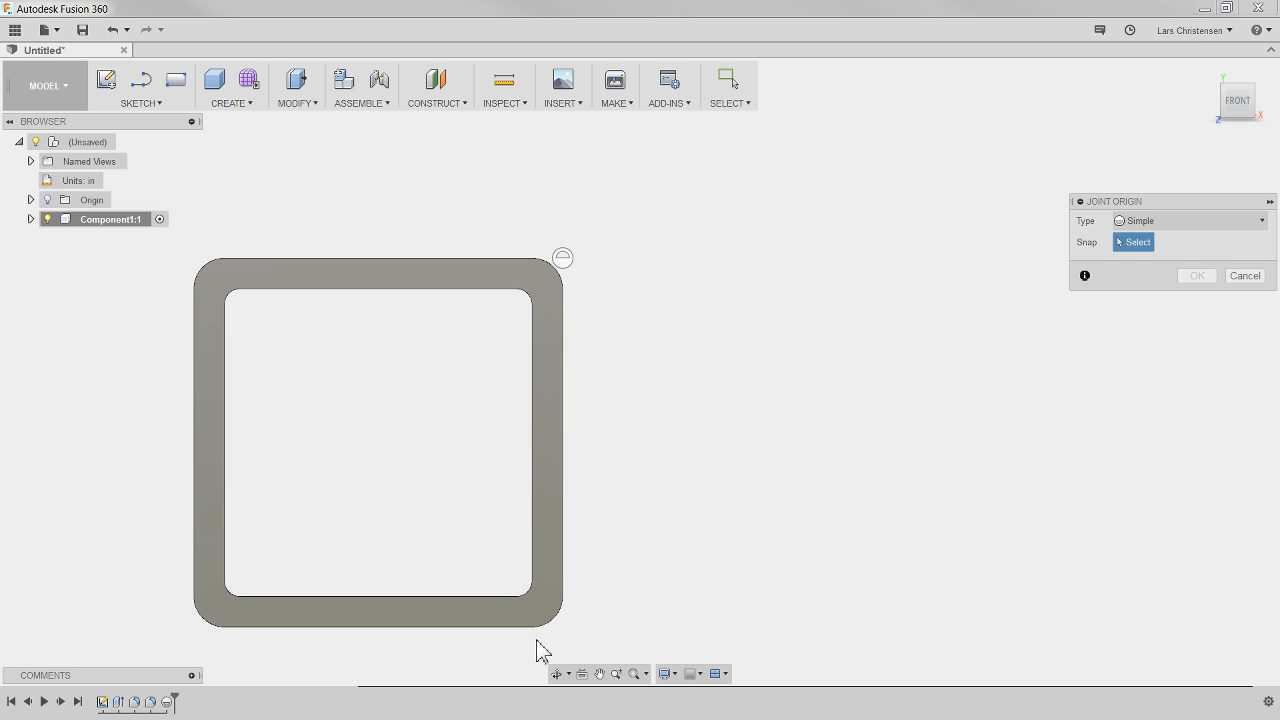 Autodesk Fusion 360
Lars Christensen
Untitled*
MODEL
SKETCH CREATE MODIFY ASSEMBLE CONSTRUCT INSPECT INSERT MAKE ADD-INS SELECT
Y
FRONT
Z X
BROWSER
(Unsaved)
Named Views
Units: in
Origin
Component1:1
JOINT ORIGIN
Type Simple
Snap Select
OK Cancel
COMMENTS